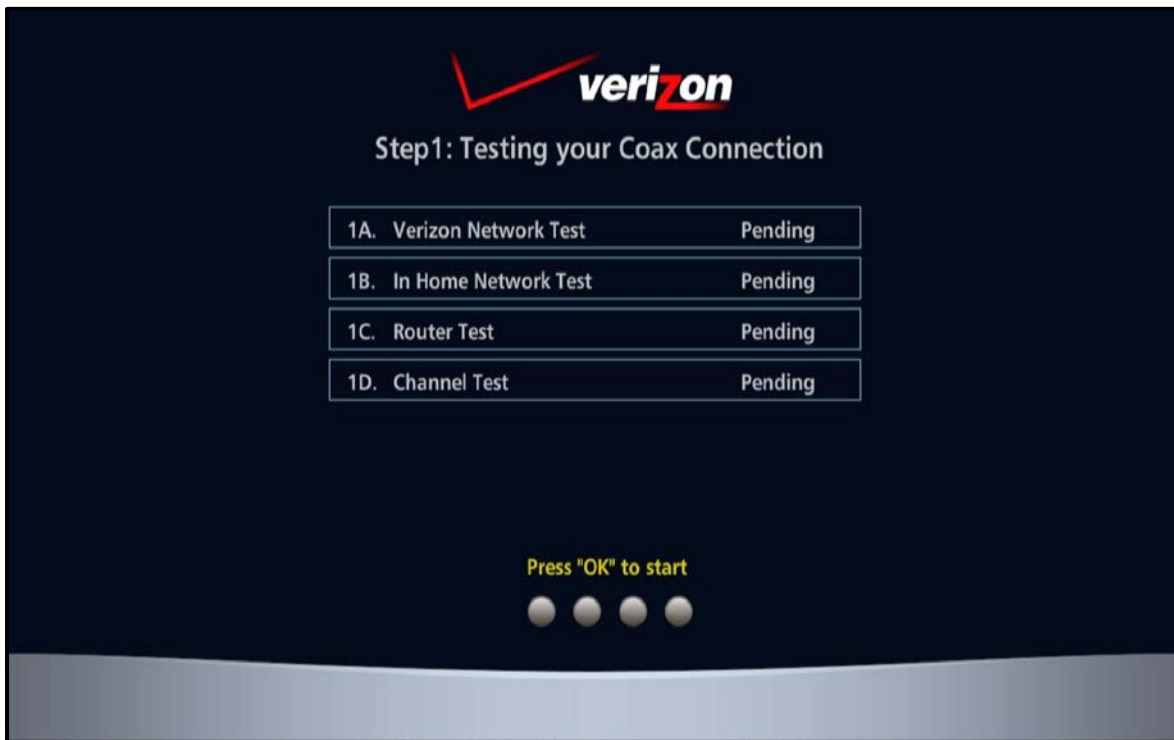 verizon
Step1: Testing your Coax Connection
1A. Verizon Network Test Pending
1B. In Home Network Test Pending
1C. Router Test Pending
1D. Channel Test Pending
Press "OK" to start